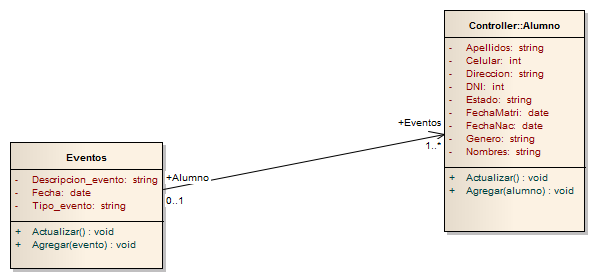 Controller::Alumno
- Apellidos: string
- Celular: int
- Direccion: string
- DNI: int
- Estado: string
- FechaMatri: date
- FechaNac: date
- Genero: string
- Nombres: string
+ Actualizar() : void
+ Agregar(alumno) : void
+Eventos
1..*
Eventos
- Descripcion_evento: string
- Fecha: date
- Tipo_evento: string
+ Actualizar() : void
+ Agregar(evento) : void
+Alumno
0..1